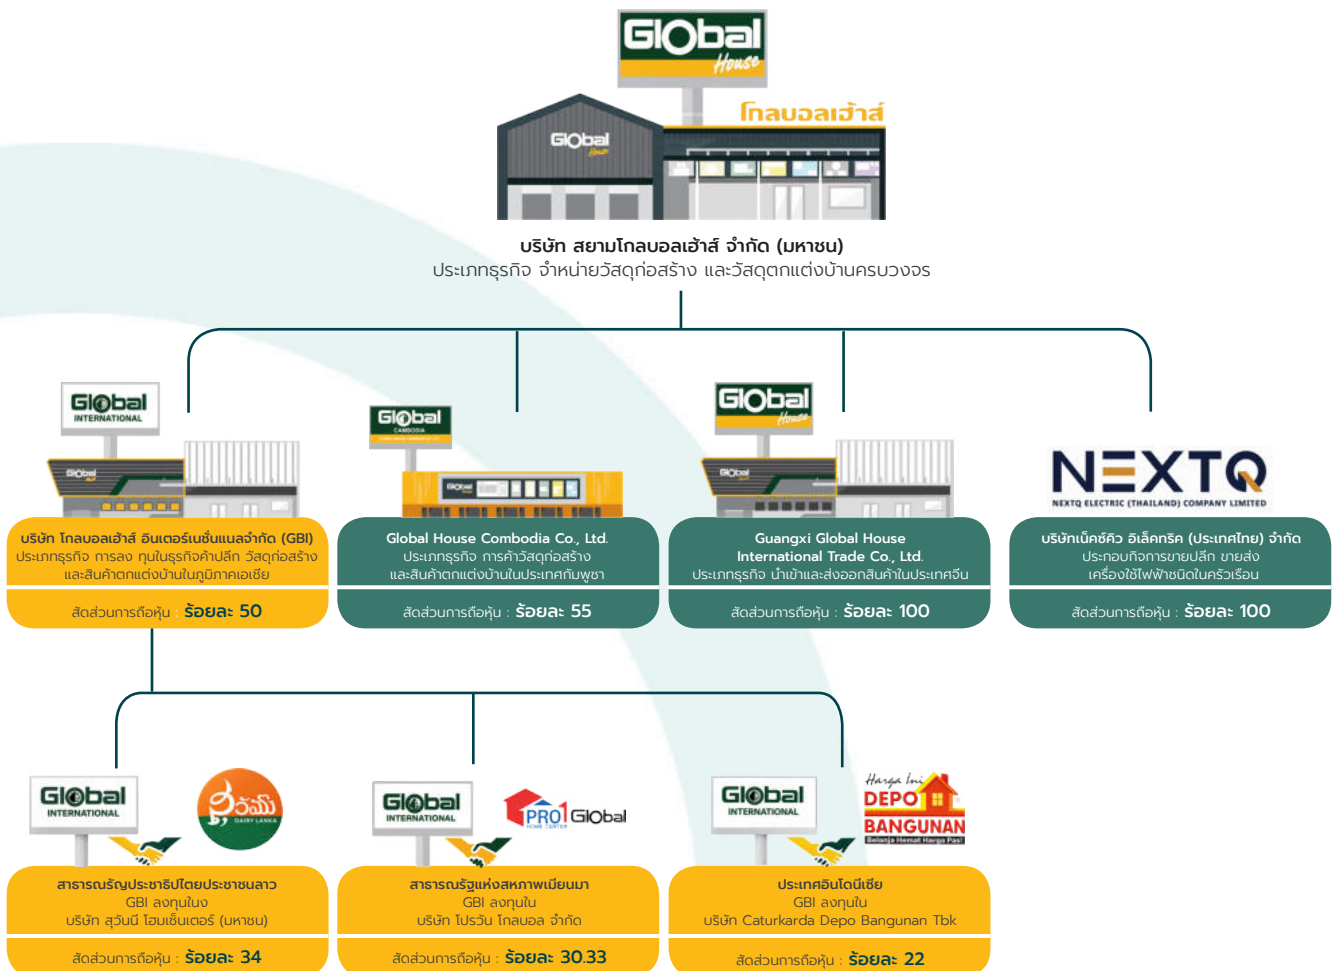 Global
House
โกลบอลเฮ้าส์
Global
House
บริษัท สยามโกลบอลเฮ้าส์ จำกัด (มหาชน)
ประเภทธุรกิจ จำหน่ายวัสดุก่อสร้าง และวัสดุตกแต่งบ้านครบวงจร
Global
INTERNATIONAL
Global
บริษัท โกลบอลเฮ้าส์ อินเตอร์เนชั่นแนลจำกัด (GBI)
ประเภทธุรกิจ การลง ทุนในธุรกิจค้าปลีก วัสดุก่อสร้าง
และสินค้าตกแต่งบ้านในภูมิภาคเอเชีย
สัดส่วนการถือหุ้น : ร้อยละ 50
Global
CAMBODIA
Global
Global House Combodia Co., Ltd.
ประเภทธุรกิจ การค้าวัสดุก่อสร้าง
และสินค้าตกแต่งบ้านในประเทศกัมพูชา
สัดส่วนการถือหุ้น : ร้อยละ 55
Global
House
Global
Guangxi Global House
International Trade Co., Ltd.
ประเภทธุรกิจ นำเข้าและส่งออกสินค้าในประเทศจีน
สัดส่วนการถือหุ้น : ร้อยละ 100
NEXTQ
NEXTQ ELECTRIC (THAILAND) COMPANY LIMITED
บริษัทเน็คซ์คิว อิเล็คทริค (ประเทศไทย) จำกัด
ประกอบกิจการขายปลีก ขายส่ง
เครื่องใช้ไฟฟ้าชนิดในครัวเรือน
สัดส่วนการถือหุ้น : ร้อยละ 100
Global
INTERNATIONAL
DAIRY LANKA
สาธารณรัญประชาธิปไตยประชาชนลาว
GBI ลงทุนในง
บริษัท สุวันนี โฮมเซ็นเตอร์ (มหาชน)
สัดส่วนการถือหุ้น : ร้อยละ 34
Global
INTERNATIONAL
PRO1 Global
HOME CENTER
สาธารณรัฐแห่งสหภาพเมียนมา
GBI ลงทุนใน
บริษัท โปรวัน โกลบอล จำกัด
สัดส่วนการถือหุ้น : ร้อยละ 30.33
Global
INTERNATIONAL
Harga Ini
DEPO
BANGUNAN
Belanja Hemat Harga Pas!
ประเทศอินโดนีเซีย
GBI ลงทุนใน
บริษัท Caturkarda Depo Bangunan Tbk
สัดส่วนการถือหุ้น : ร้อยละ 22